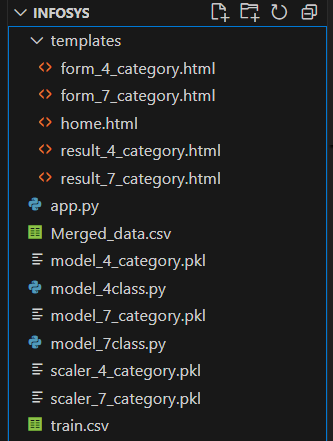 INFOSYS
templates
form_4_category.html
form_7_category.html
home.html
result_4_category.html
result_7_category.html
app.py
Merged_data.csv
model_4_category.pkl
model_4class.py
model_7_category.pkl
model_7class.py
scaler_4_category.pkl
scaler_7_category.pkl
train.csv